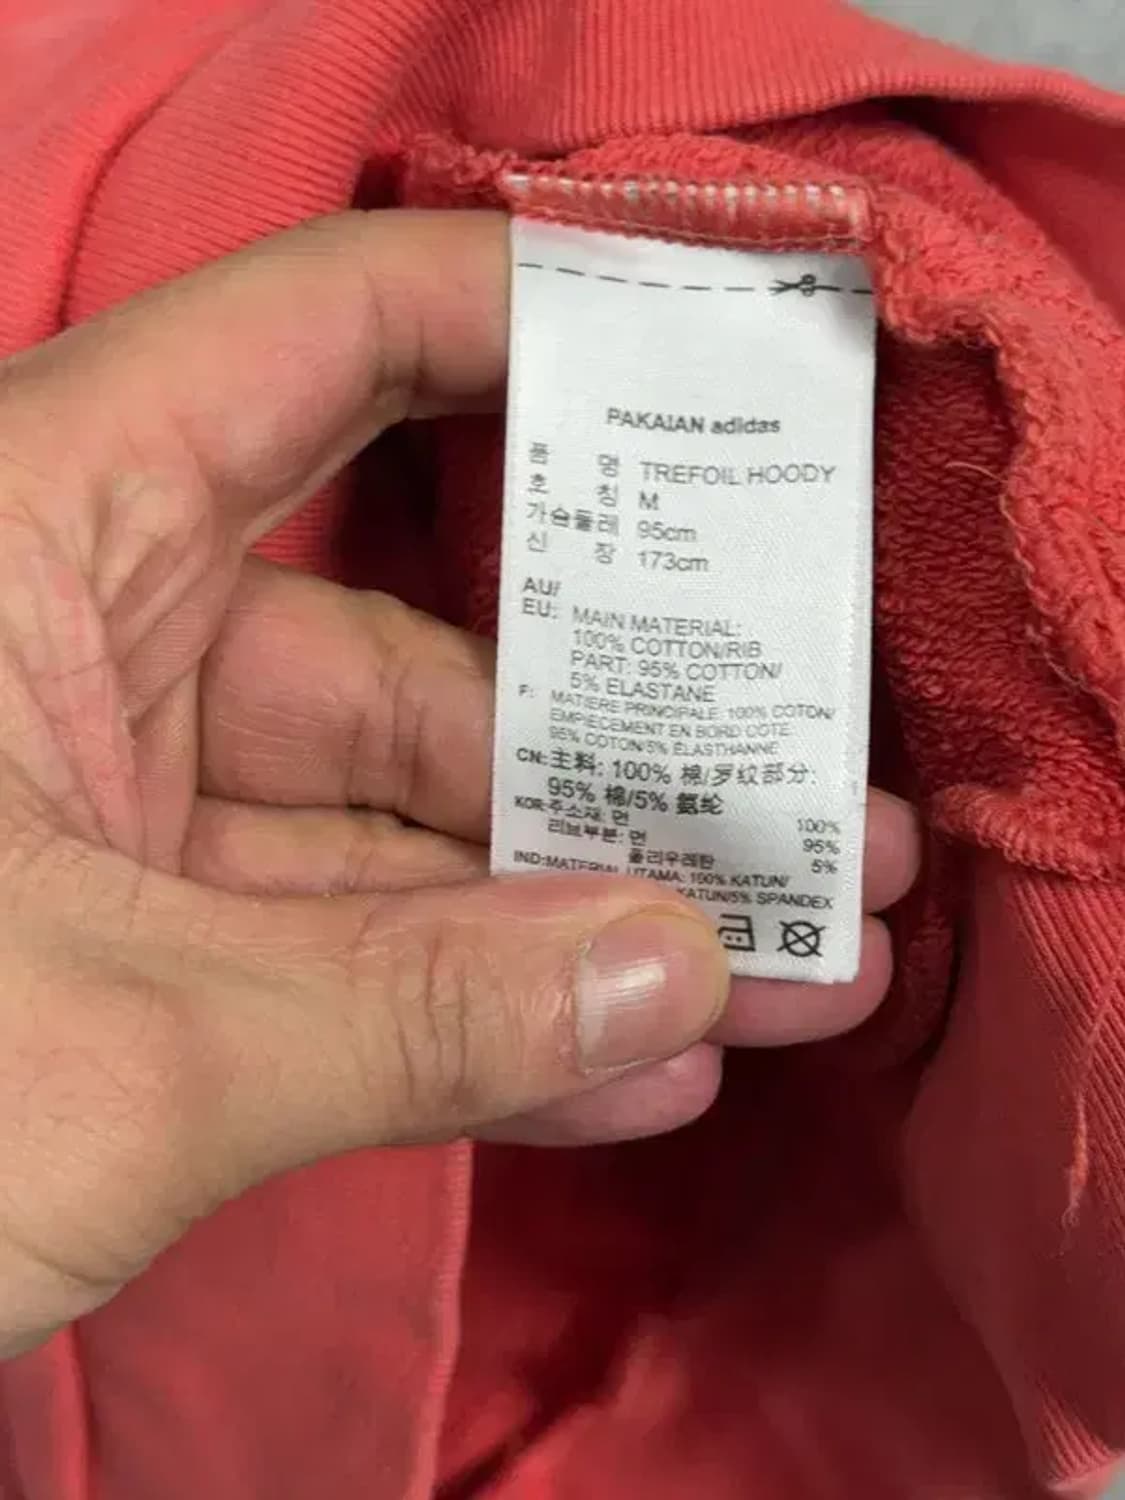 PAKAIAN adidas
품 명 TREFOIL HOODY
호 칭 M
가슴둘레 95cm
신 장 173cm
AU/
EU: MAIN MATERIAL:
100% COTTON/RIB
PART: 95% COTTON/
5% ELASTANE
F: MATIERE PRINCIPALE: 100% COTON/
EMPIECEMENT EN BORD COTE:
95% COTON/5% ELASTHANNE
CN:主料: 100% 棉/罗纹部分:
95% 棉/5% 氨纶
KOR:주소재: 면 100%
리브부분: 면 95%
폴리우레탄 5%
IND:MATERIAL UTAMA: 100% KATUN/
KATUN/5% SPANDEX